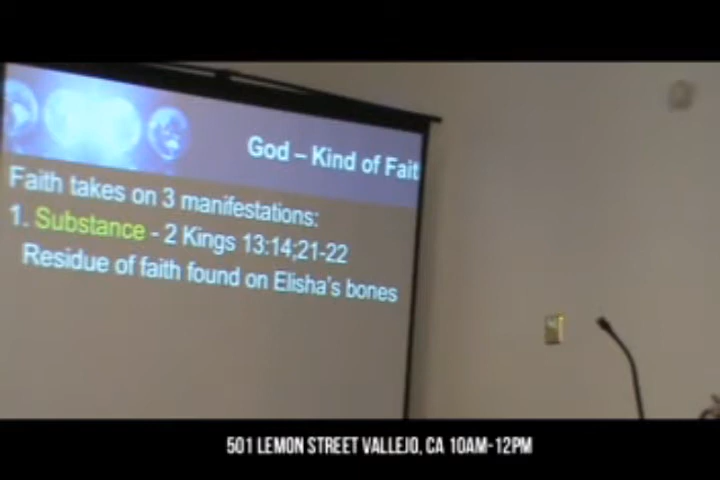 God – Kind of Fait
Faith takes on 3 manifestations:
1. Substance - 2 Kings 13:14;21-22
Residue of faith found on Elisha's bones
501 LEMON STREET VALLEJO, CA 10AM-12PM